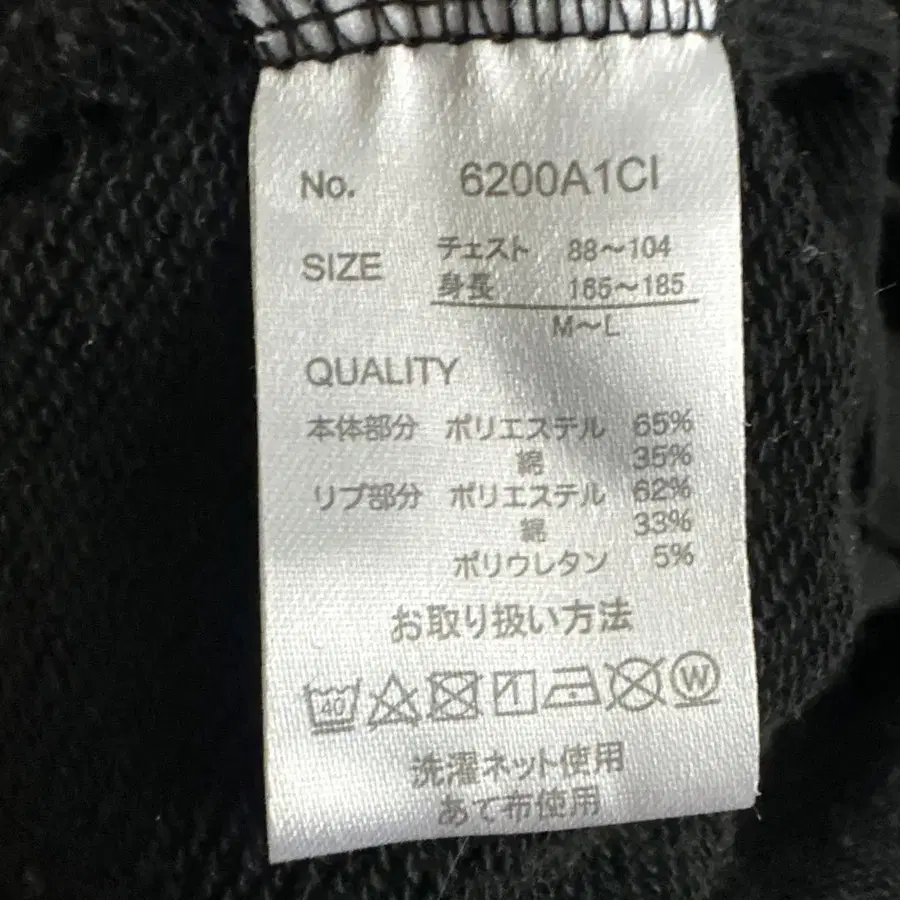 No. 6200A1CI
SIZE チェスト 88～104
身長 165～185
M～L
QUALITY
本体部分 ポリエステル 65%
綿 35%
リブ部分 ポリエステル 62%
綿 33%
ポリウレタン 5%
お取り扱い方法
40 W
洗濯ネット使用
あて布使用